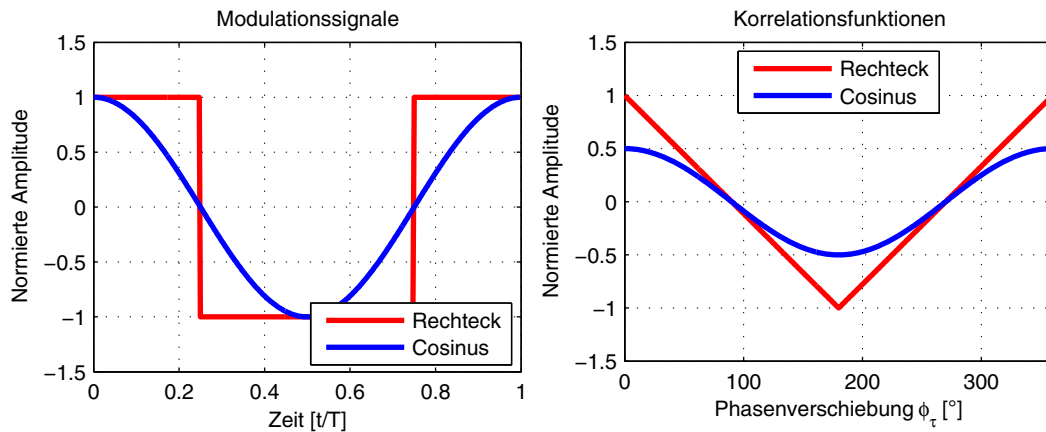 Modulationssignale
1.5
1
0.5
0
−0.5
−1
−1.5
Normierte Amplitude
0 0.2 0.4 0.6 0.8 1
Zeit [t/T]
Rechteck
Cosinus
Korrelationsfunktionen
1.5
1
0.5
0
−0.5
−1
−1.5
Normierte Amplitude
0 100 200 300
Phasenverschiebung ϕτ [°]
Rechteck
Cosinus